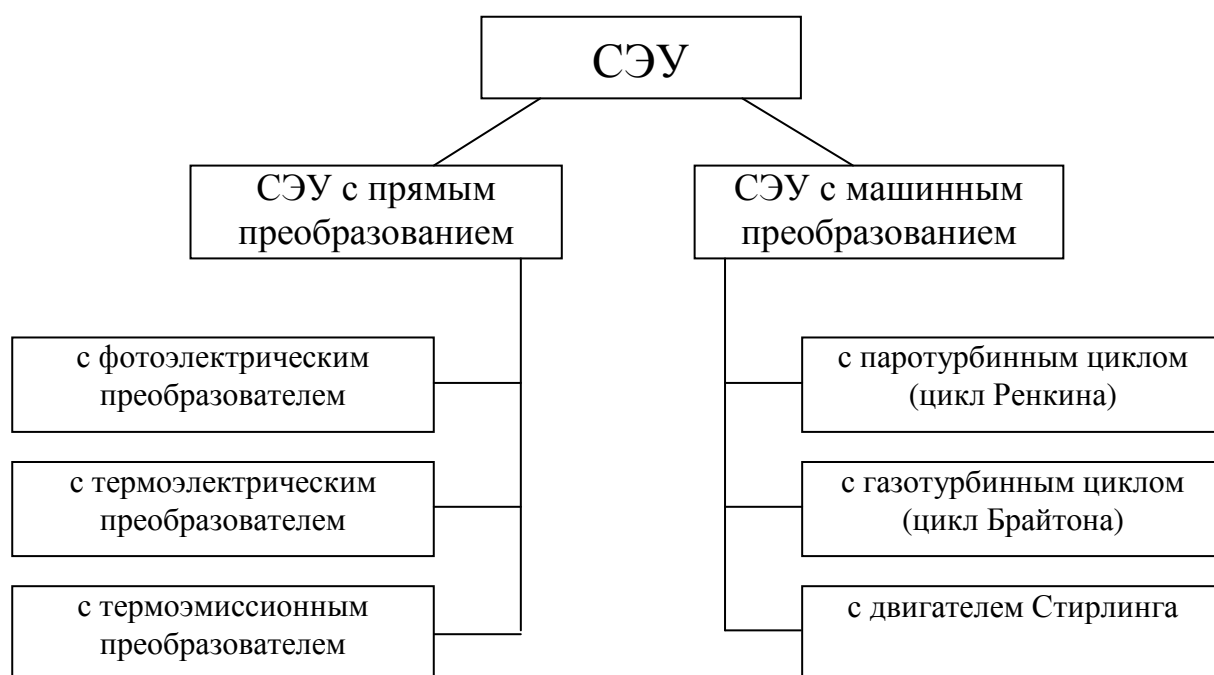 СЭУ
СЭУ с прямым
преобразованием
СЭУ с машинным
преобразованием
с фотоэлектрическим
преобразователем
с термоэлектрическим
преобразователем
с термоэмиссионным
преобразователем
с паротурбинным циклом
(цикл Ренкина)
с газотурбинным циклом
(цикл Брайтона)
с двигателем Стирлинга